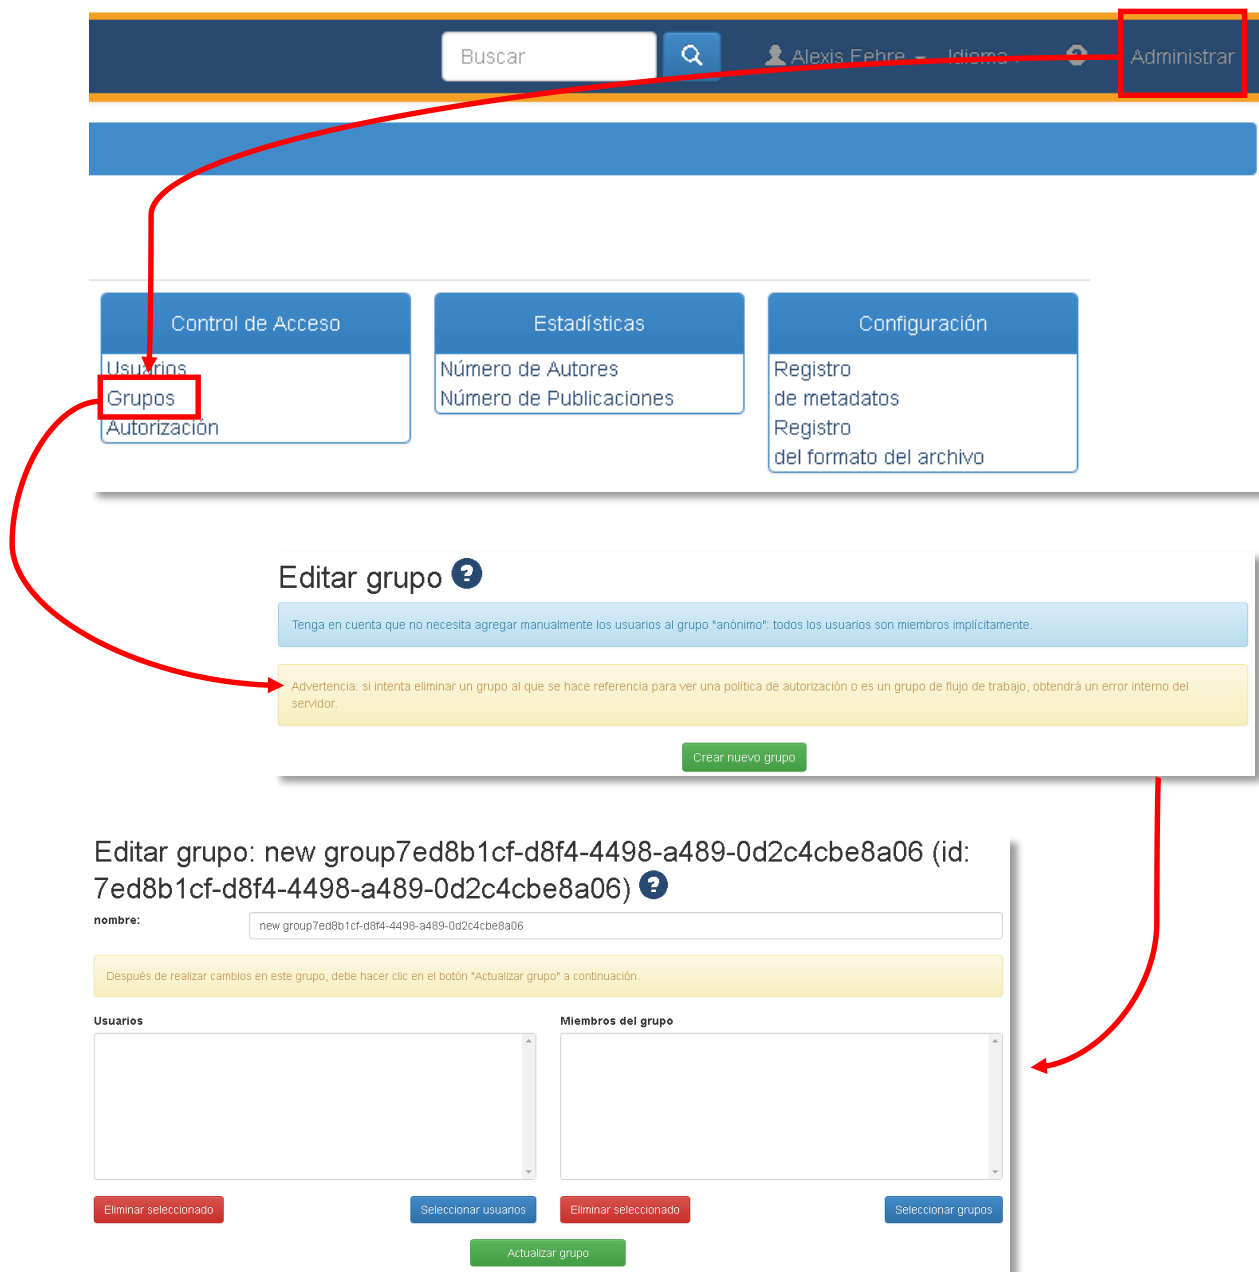 Buscar
Alexis Fehre
Idioma
Administrar
Control de Acceso
Usuarios
Grupos
Autorización
Estadísticas
Número de Autores
Número de Publicaciones
Configuración
Registro
de metadatos
Registro
del formato del archivo
Editar grupo ?
Tenga en cuenta que no necesita agregar manualmente los usuarios al grupo "anónimo": todos los usuarios son miembros implícitamente.
Advertencia: si intenta eliminar un grupo al que se hace referencia para ver una política de autorización o es un grupo de flujo de trabajo, obtendrá un error interno del
servidor.
Crear nuevo grupo
Editar grupo: new group7ed8b1cf-d8f4-4498-a489-0d2c4cbe8a06 (id:
7ed8b1cf-d8f4-4498-a489-0d2c4cbe8a06) ?
nombre:
new group7ed8b1cf-d8f4-4498-a489-0d2c4cbe8a06
Después de realizar cambios en este grupo, debe hacer clic en el botón "Actualizar grupo" a continuación.
Usuarios
Miembros del grupo
Eliminar seleccionado
Seleccionar usuarios
Eliminar seleccionado
Seleccionar grupos
Actualizar grupo